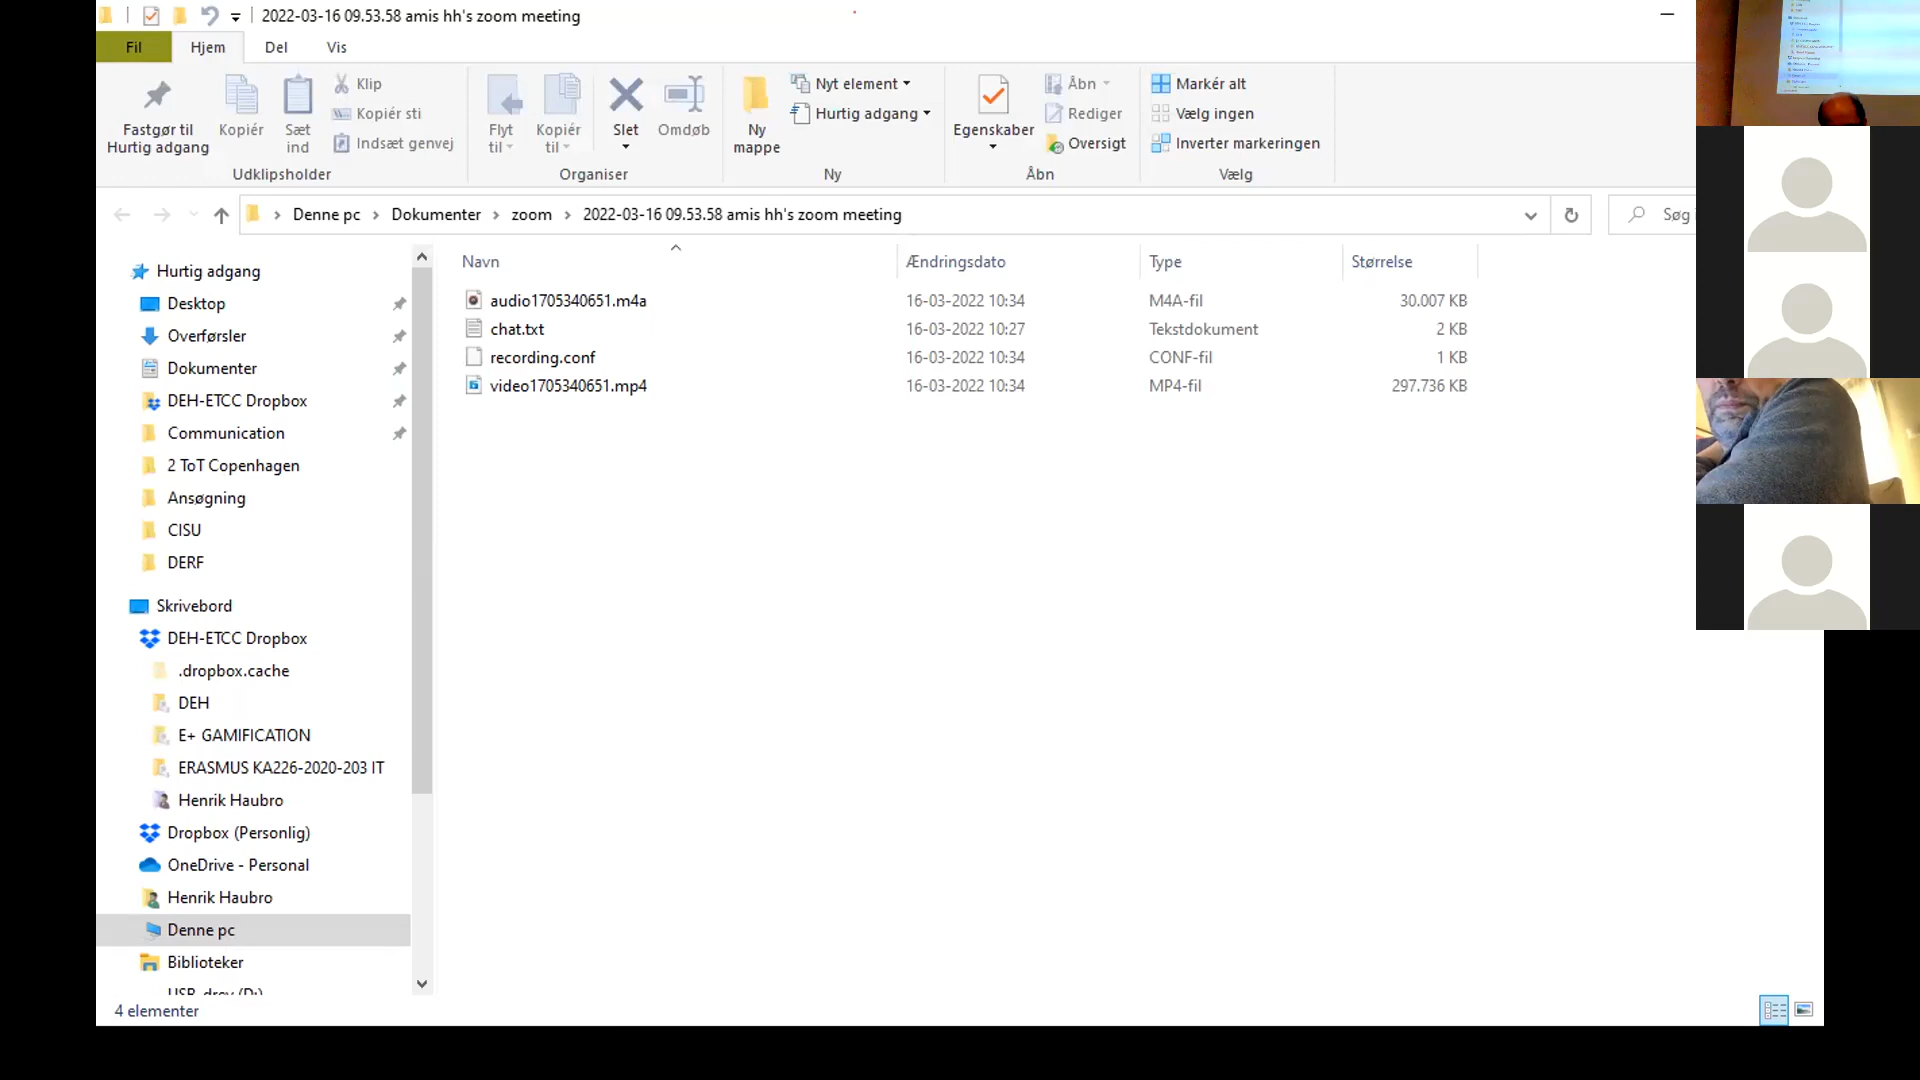 2022-03-16 09.53.58 amis hh's zoom meeting
Fil Hjem Del Vis
Fastgør til Hurtig adgang
Kopiér
Sæt ind
Klip
Kopiér sti
Indsæt genvej
Udklipsholder
Flyt til
Kopiér til
Slet
Omdøb
Organiser
Ny mappe
Nyt element
Hurtig adgang
Ny
Egenskaber
Åbn
Rediger
Oversigt
Åbn
Markér alt
Vælg ingen
Inverter markeringen
Vælg
Denne pc › Dokumenter › zoom › 2022-03-16 09.53.58 amis hh's zoom meeting
Søg
Hurtig adgang
Desktop
Overførsler
Dokumenter
DEH-ETCC Dropbox
Communication
2 ToT Copenhagen
Ansøgning
CISU
DERF
Skrivebord
DEH-ETCC Dropbox
.dropbox.cache
DEH
E+ GAMIFICATION
ERASMUS KA226-2020-203 IT
Henrik Haubro
Dropbox (Personlig)
OneDrive - Personal
Henrik Haubro
Denne pc
Biblioteker
USB-drev (D:)
Navn Ændringsdato Type Størrelse
audio1705340651.m4a 16-03-2022 10:34 M4A-fil 30.007 KB
chat.txt 16-03-2022 10:27 Tekstdokument 2 KB
recording.conf 16-03-2022 10:34 CONF-fil 1 KB
video1705340651.mp4 16-03-2022 10:34 MP4-fil 297.736 KB
4 elementer